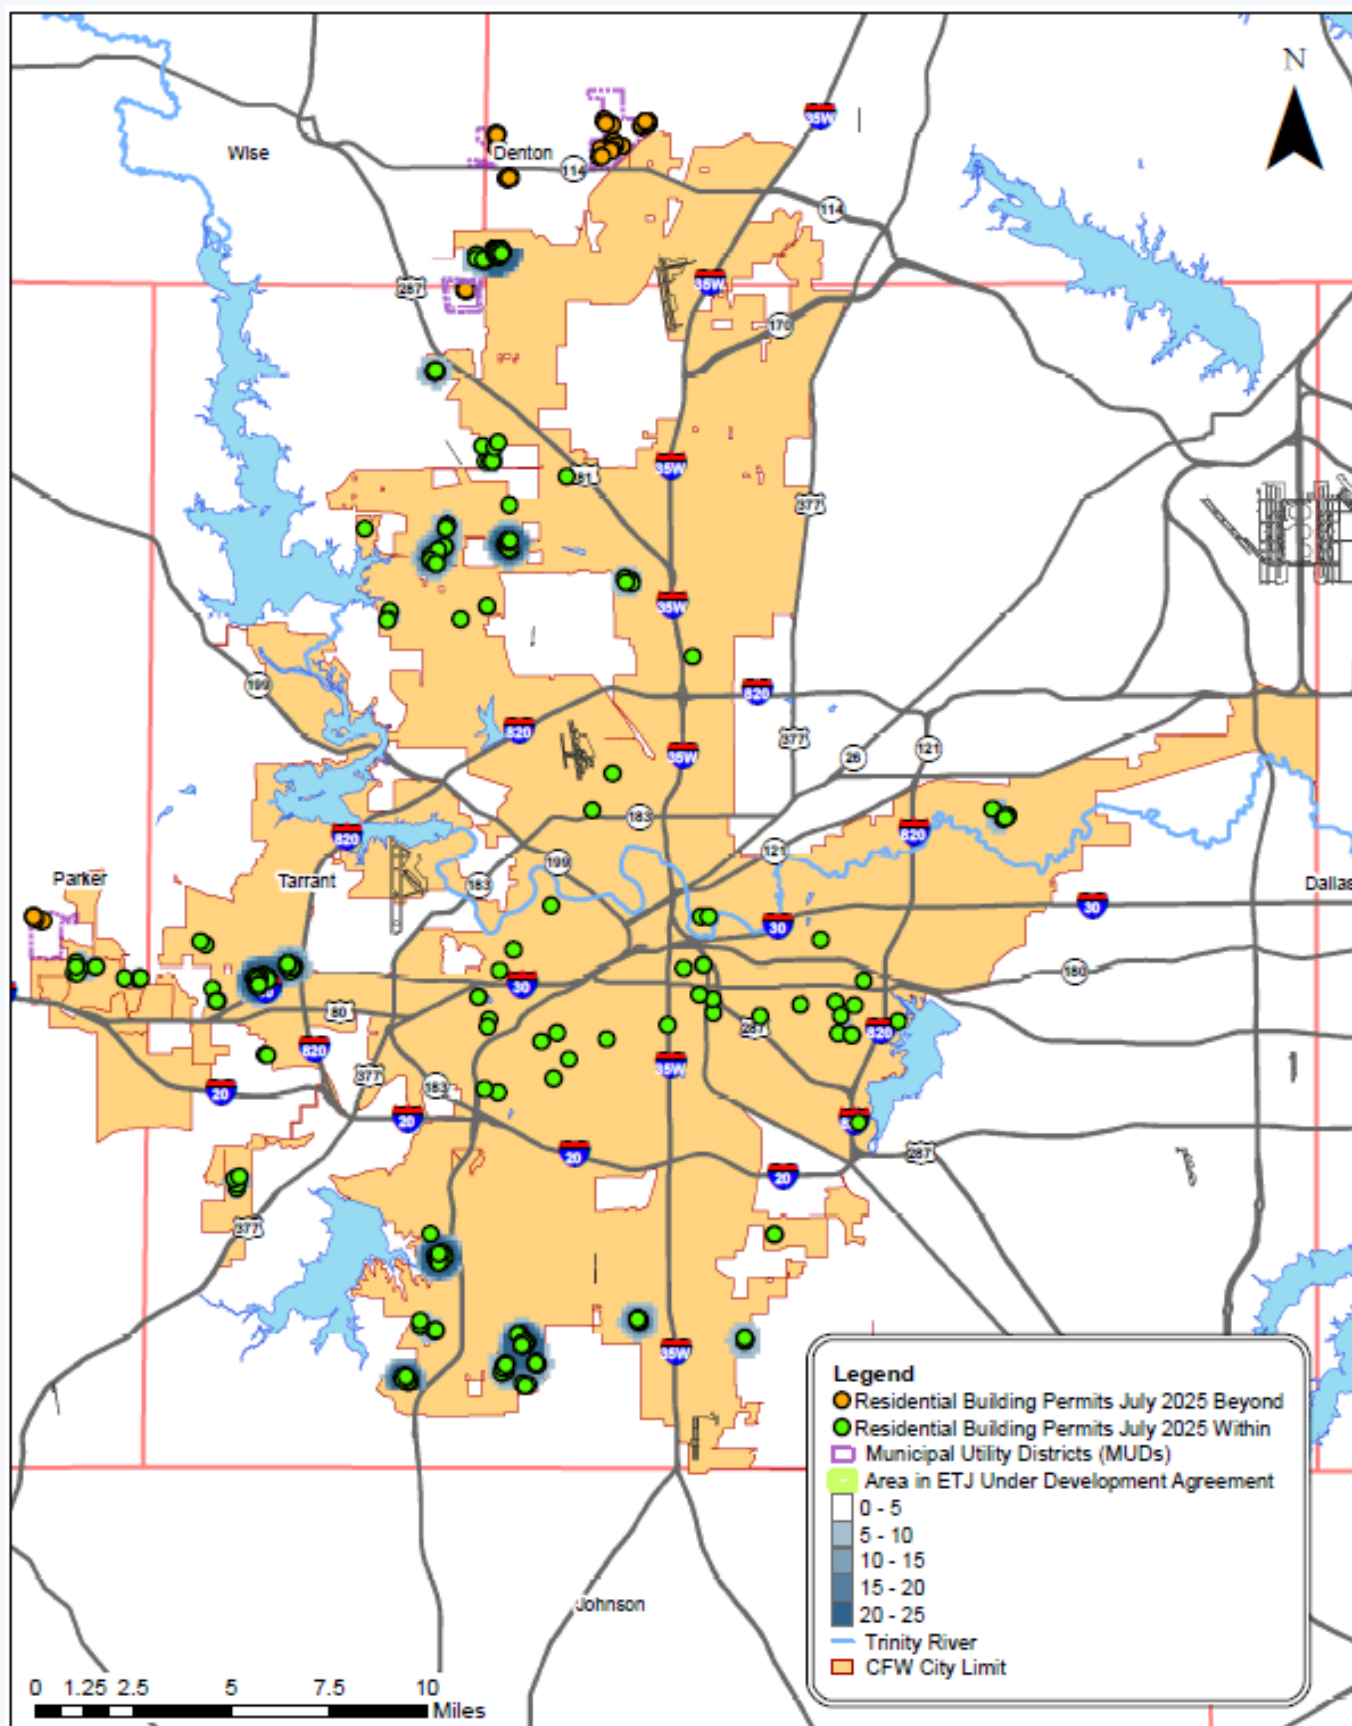 N
35W
Wise
Denton
114
114
287
35W
170
35W
81
377
35W
199
820
820
377
35W
26
121
183
820
820
121
199
183
Parker
Tarrant
Dallas
30
30
180
30
80
287
820
820
35W
377
183
20
20
20
287
20
377
35W
Legend
Residential Building Permits July 2025 Beyond
Residential Building Permits July 2025 Within
Municipal Utility Districts (MUDs)
Area in ETJ Under Development Agreement
0 - 5
5 - 10
10 - 15
15 - 20
20 - 25
Trinity River
CFW City Limit
Johnson
0 1.25 2.5 5 7.5 10
Miles